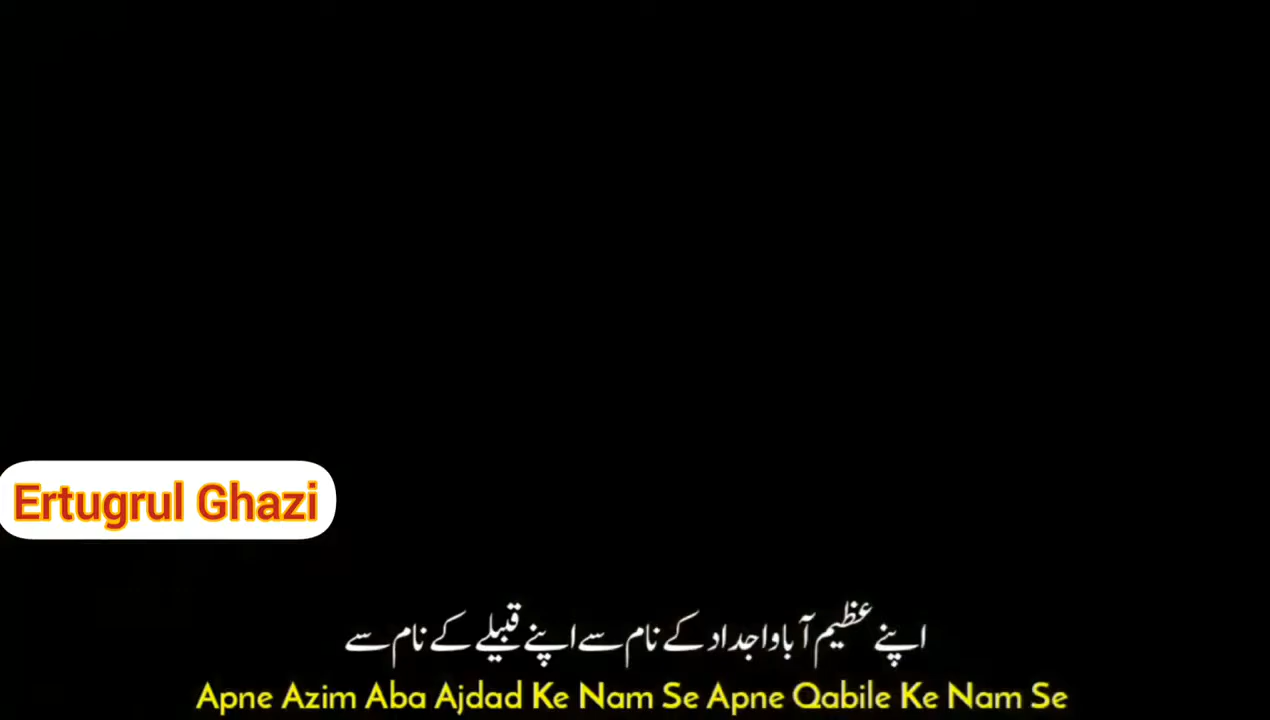 Ertugrul Ghazi
اپنے عظیم آباواجداد کے نام سے اپنے قبیلے کے نام سے
Apne Azim Aba Ajdad Ke Nam Se Apne Qabile Ke Nam Se